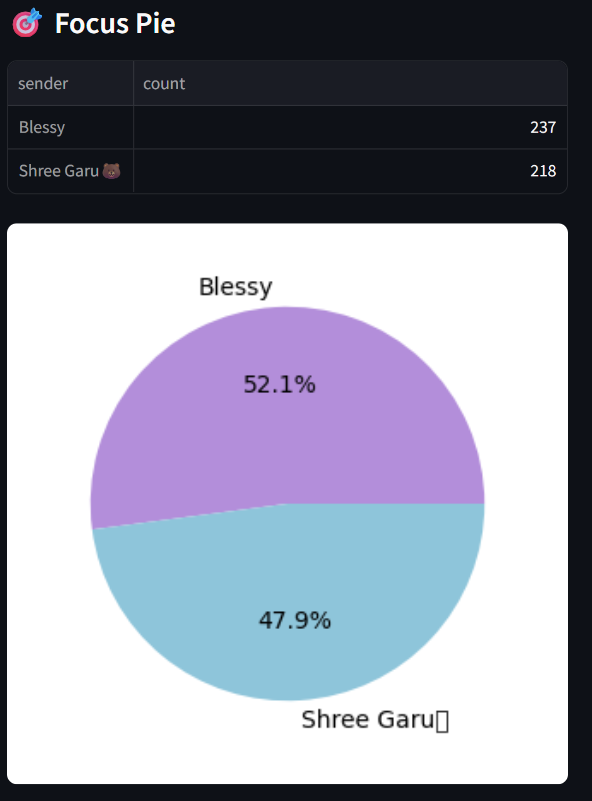 🎯 Focus Pie
sender count
Blessy 237
Shree Garu🐻 218
Blessy
52.1%
47.9%
Shree Garu▯